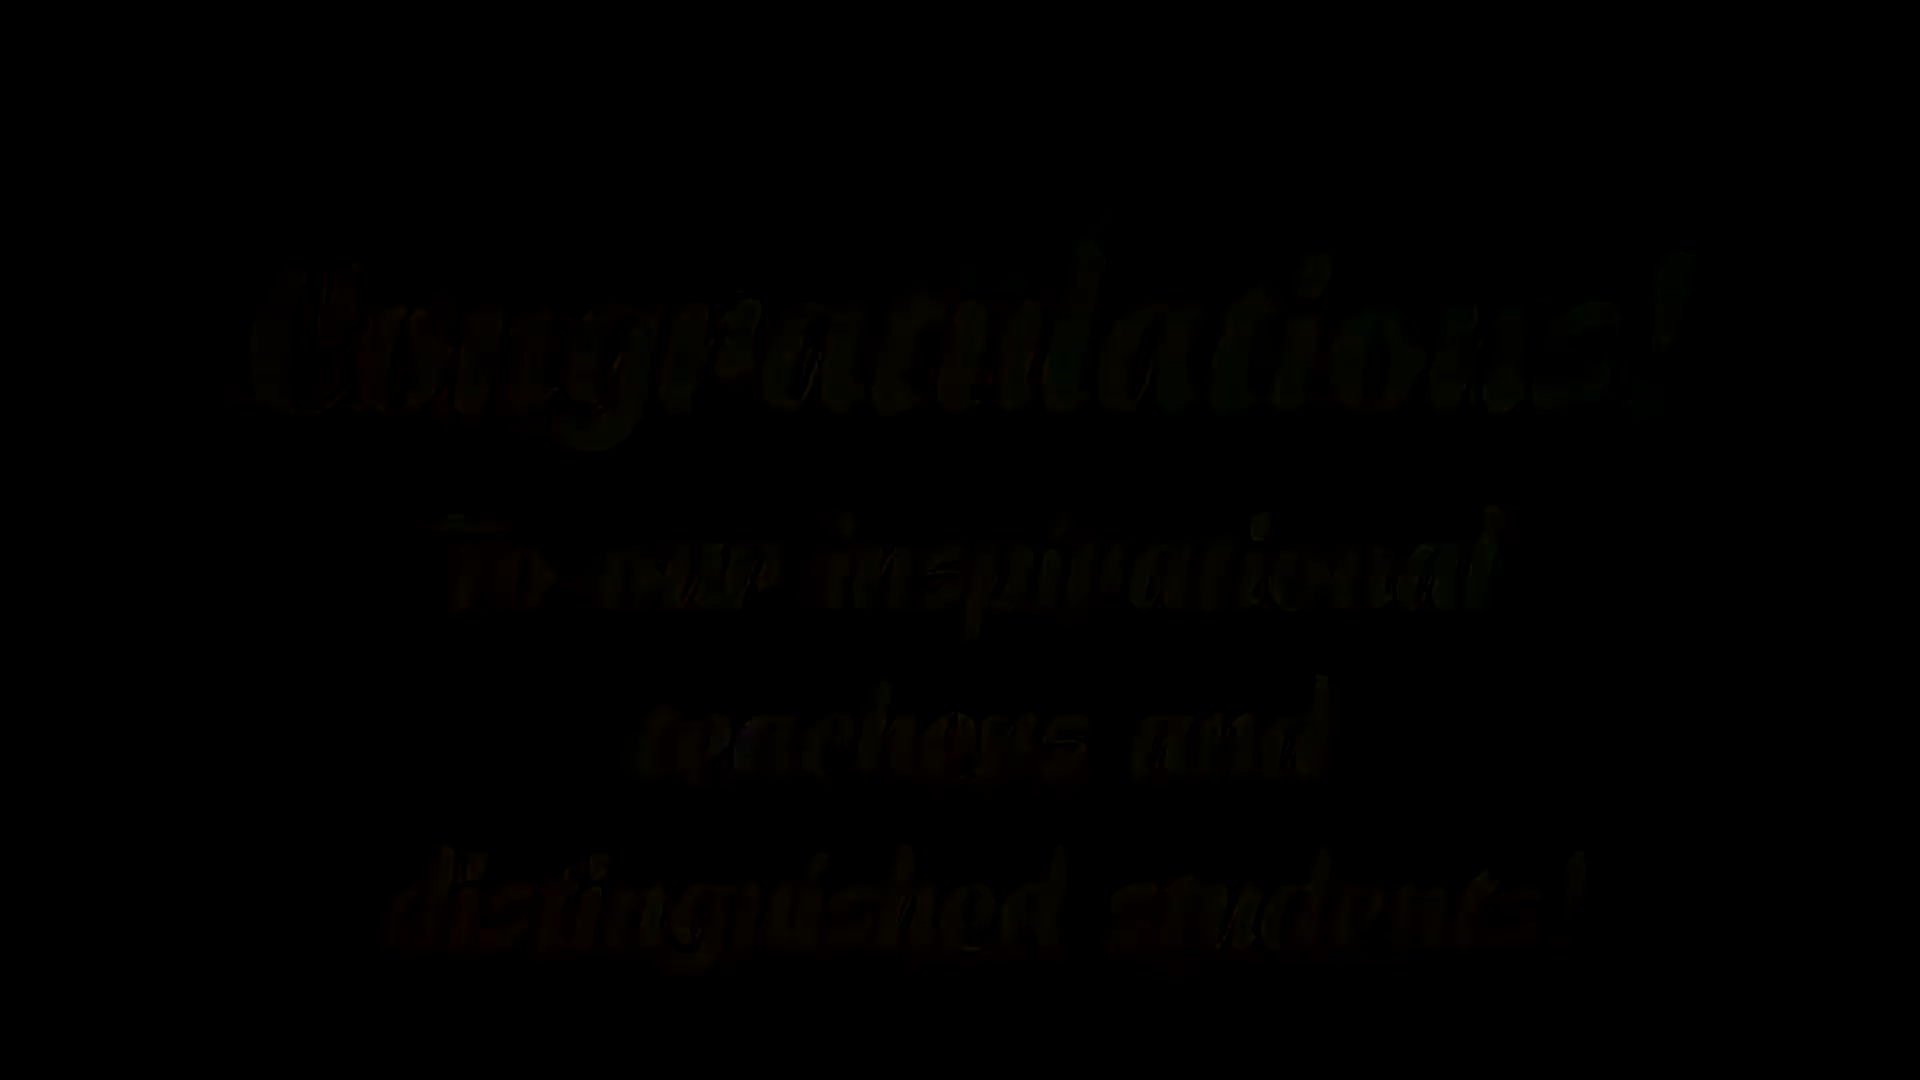 Congratulations!
To our inspirational
teachers and
distinguished students!